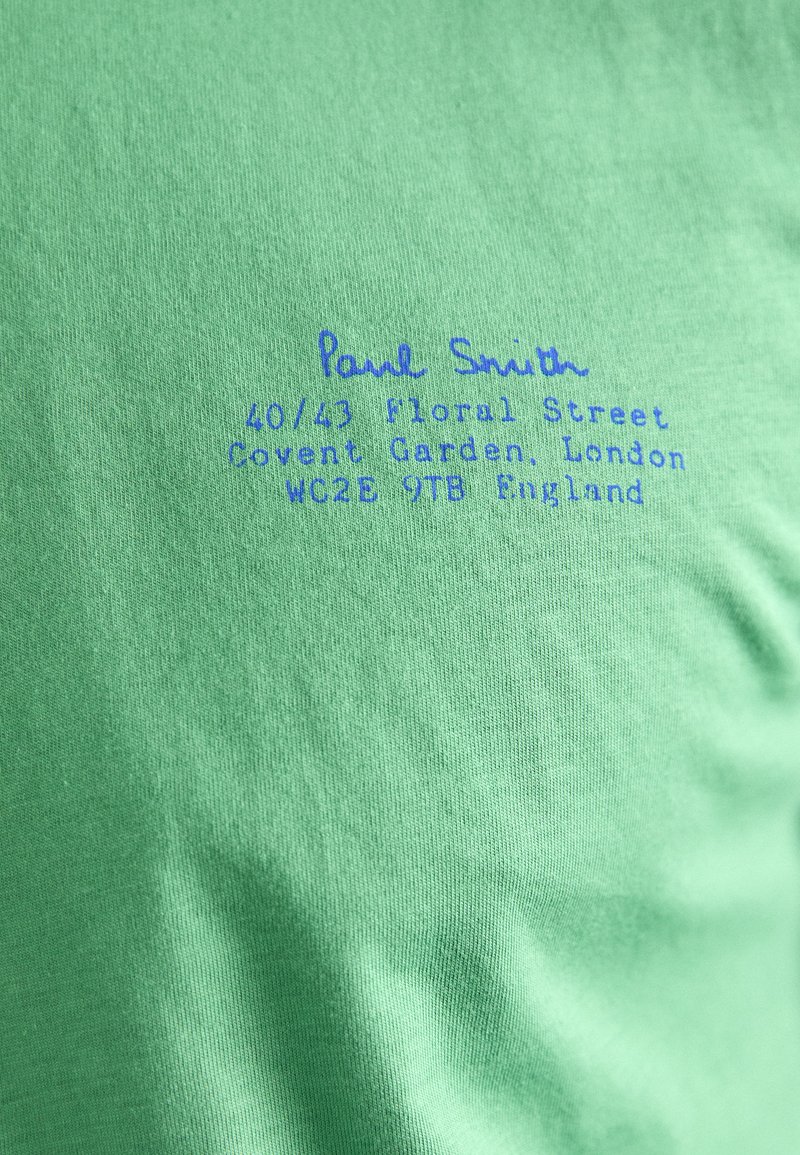 Paul Smith
40/43 Floral Street
Covent Garden, London
WC2E 9TB England